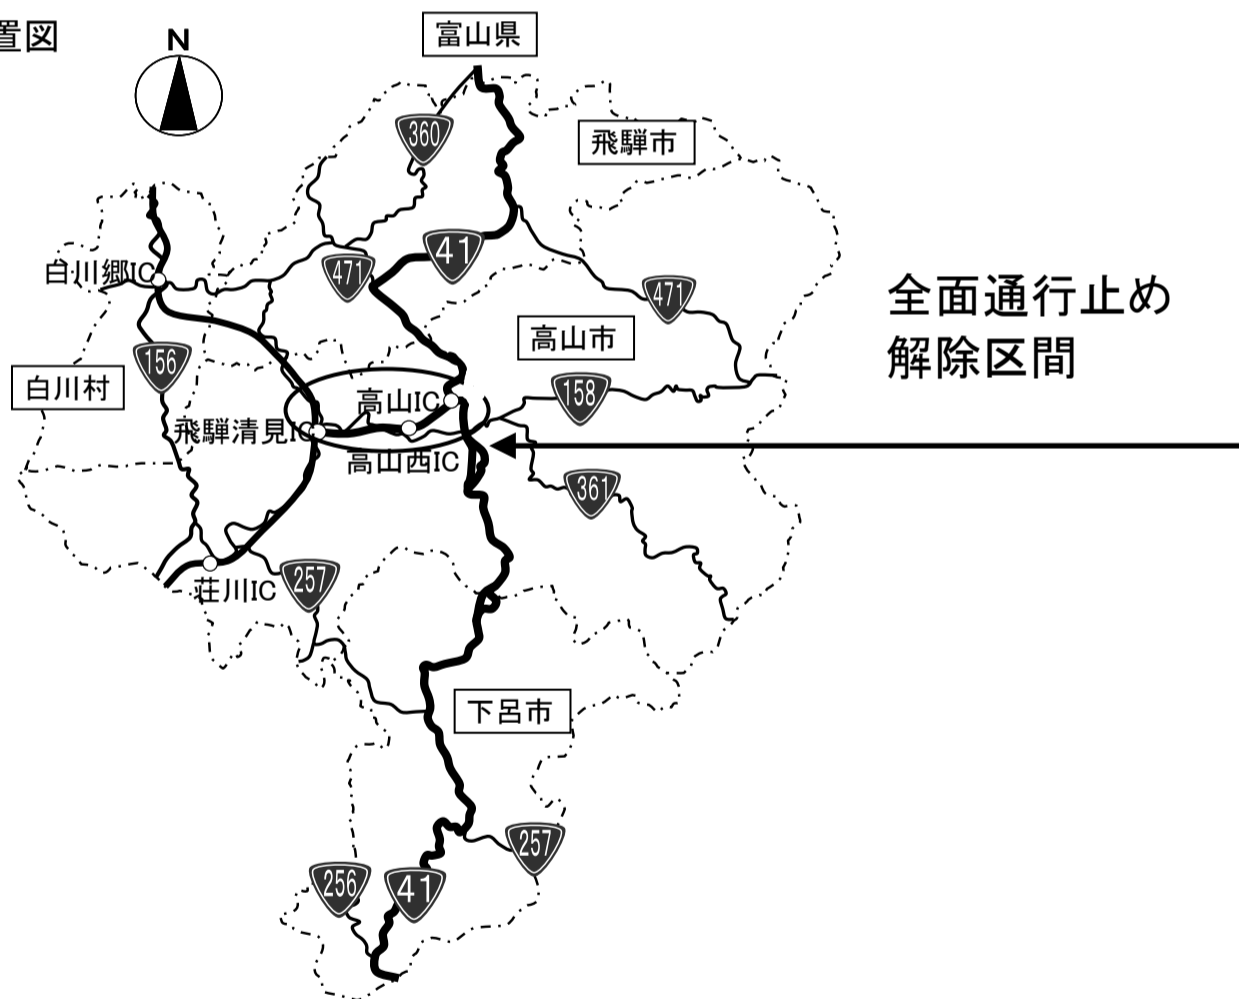 置図
N
富山県
360
飛騨市
41
471
白川郷IC
471
全面通行止め
解除区間
高山市
156
白川村
158
高山IC
飛騨清見IC
高山西IC
361
荘川IC
257
下呂市
257
256
41